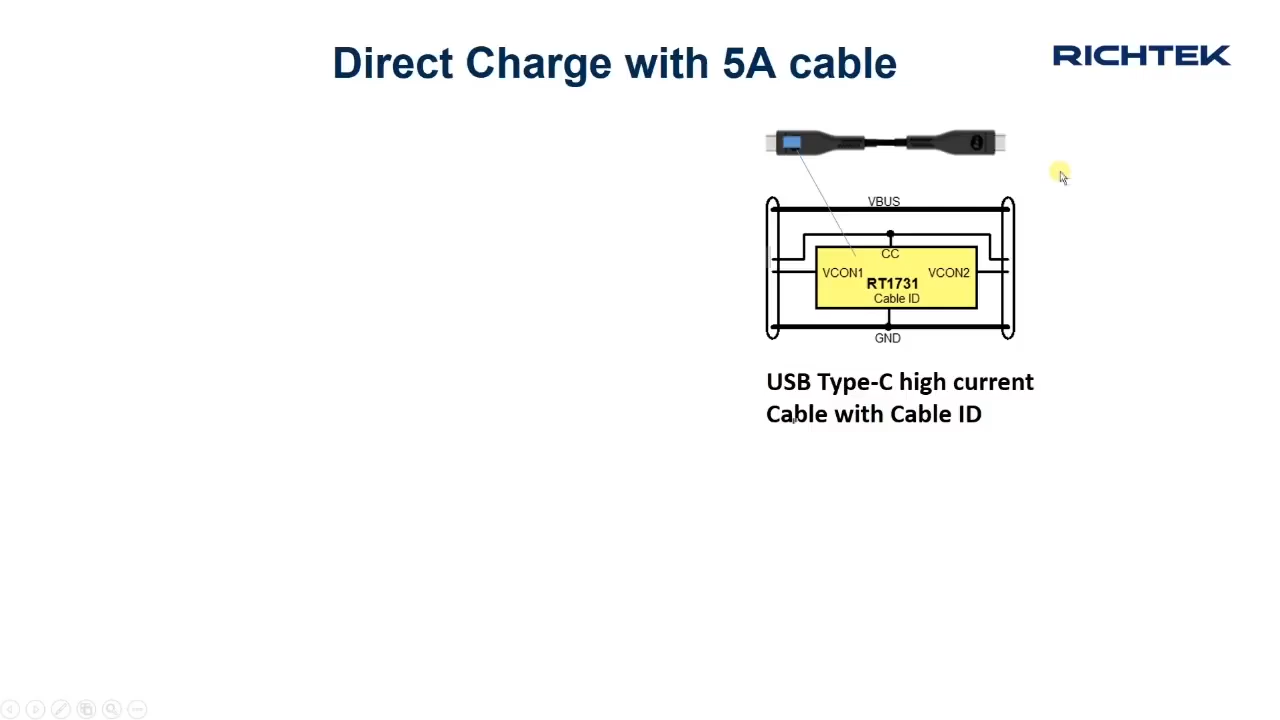 Direct Charge with 5A cable
RICHTEK
VBUS
CC
VCON1
VCON2
RT1731
Cable ID
GND
USB Type-C high current
Cable with Cable ID